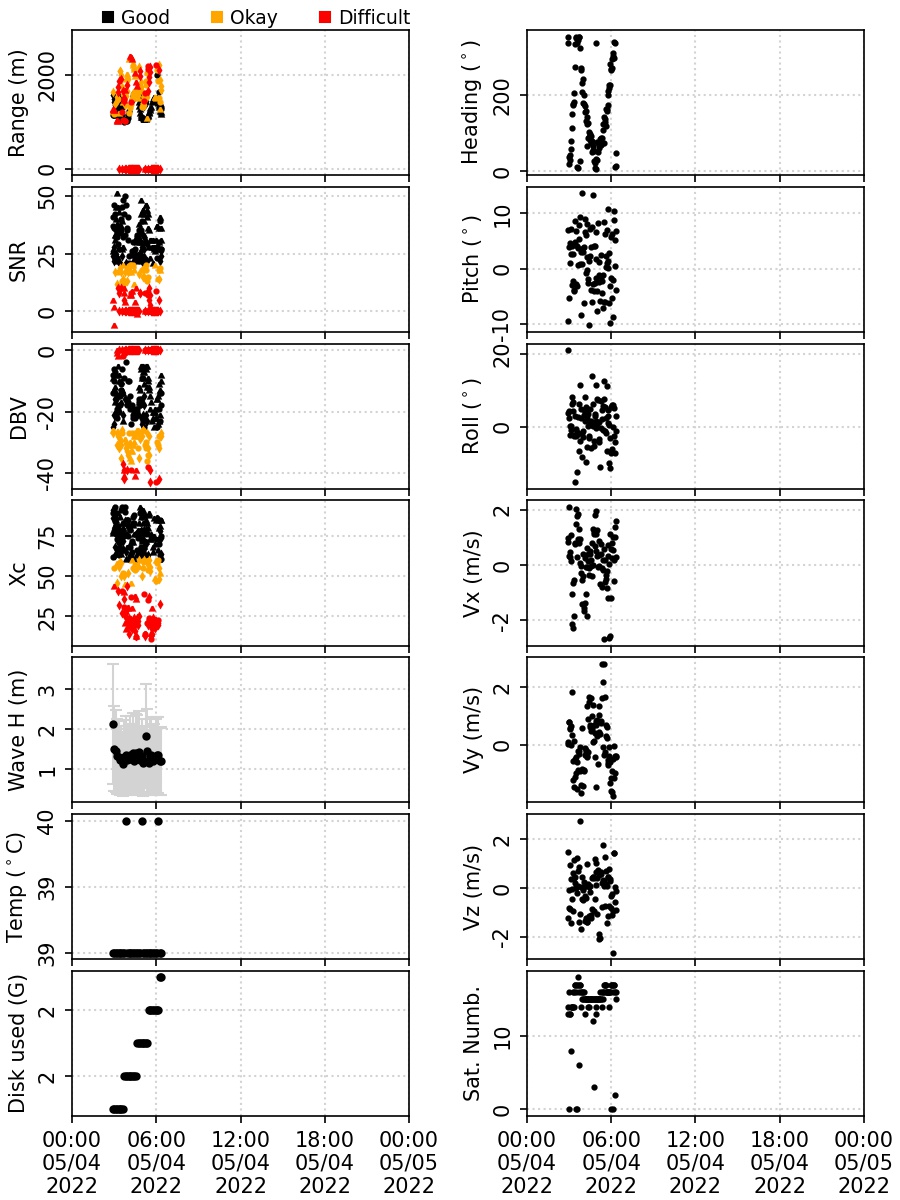 Good Okay Difficult
Range (m)
2000
0
Heading (°)
200
0
SNR
50
25
0
Pitch (°)
10
0
-10
DBV
0
-20
-40
Roll (°)
20
0
Xc
75
50
25
Vx (m/s)
2
0
-2
Wave H (m)
3
2
1
Vy (m/s)
2
0
Temp (°C)
40
39
39
Vz (m/s)
2
0
-2
Disk used (G)
2
2
Sat. Numb.
10
0
00:00 06:00 12:00 18:00 00:00
05/04 05/04 05/04 05/04 05/05
2022 2022 2022 2022 2022
00:00 06:00 12:00 18:00 00:00
05/04 05/04 05/04 05/04 05/05
2022 2022 2022 2022 2022